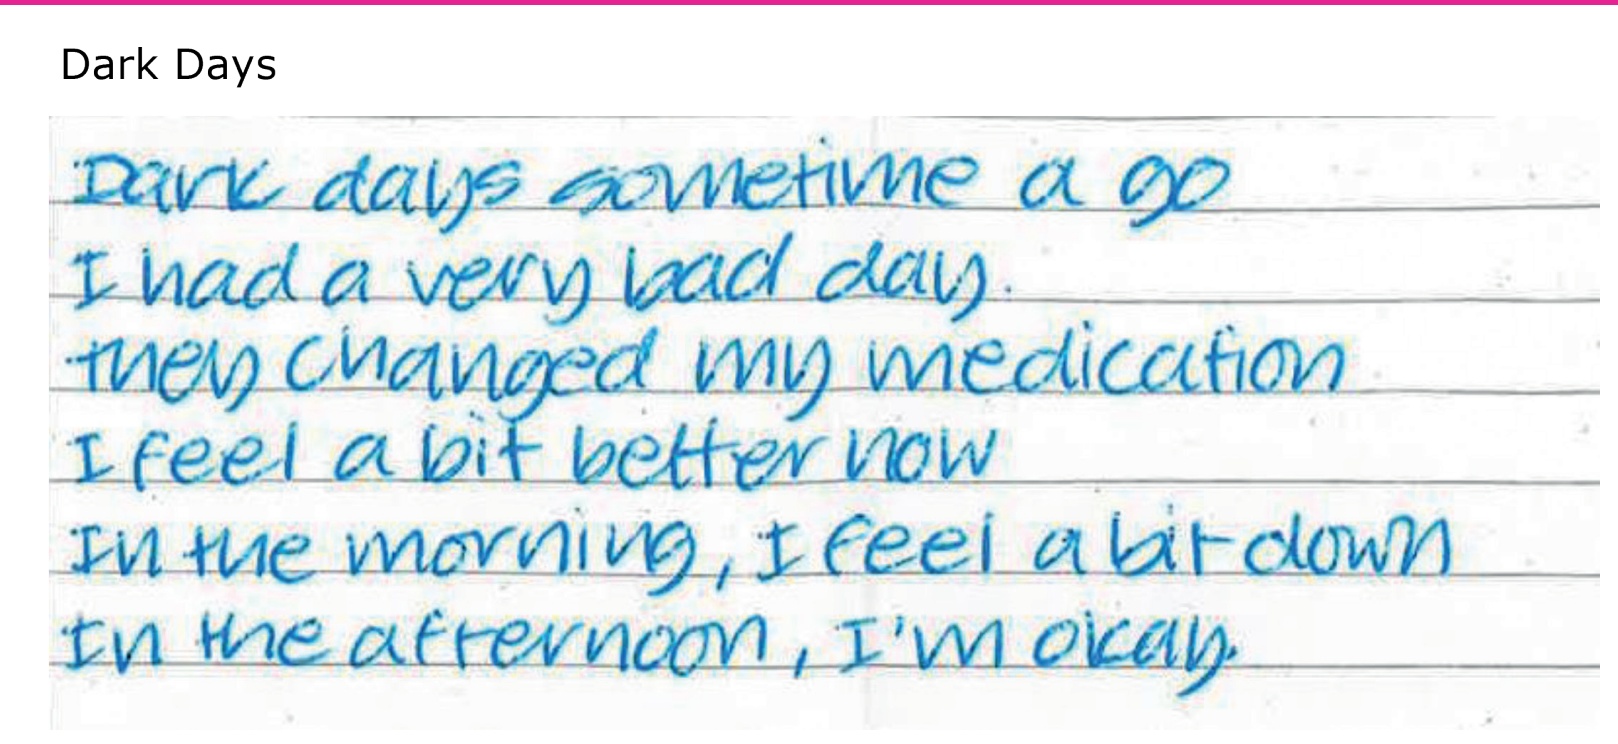 Dark Days
Dark days sometime a go
I had a very bad day.
they changed my medication
I feel a bit better now
In the morning, I feel a bit down
In the afternoon, I'm okay.